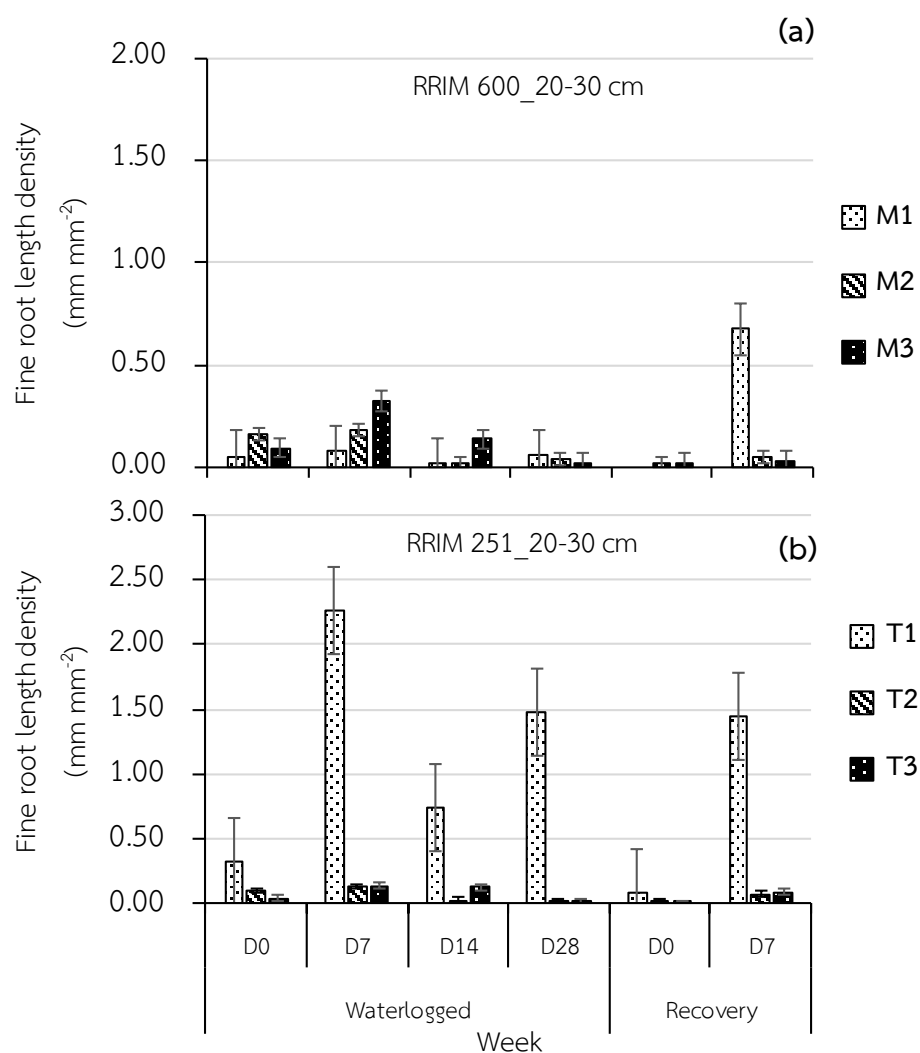 (a)
2.00
1.50
1.00
0.50
0.00
RRIM 600_20-30 cm
Fine root length density
(mm mm-2)
M1
M2
M3
(b)
3.00
2.50
2.00
1.50
1.00
0.50
0.00
RRIM 251_20-30 cm
Fine root length density
(mm mm-2)
T1
T2
T3
D0 D7 D14 D28 D0 D7
Waterlogged Recovery
Week